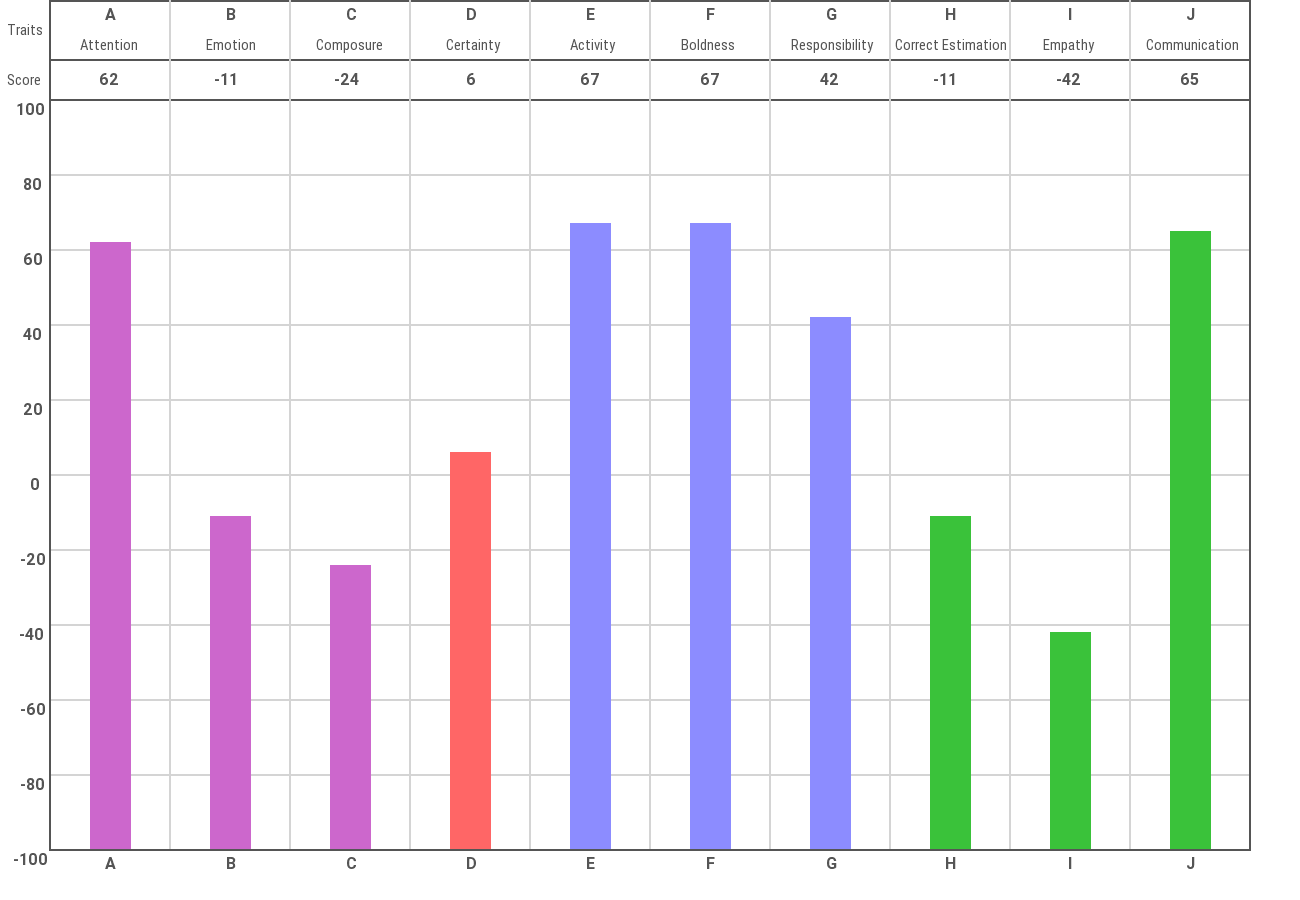 A B C D E F G H I J
Traits
Attention Emotion Composure Certainty Activity Boldness Responsibility Correct Estimation Empathy Communication
Score 62 -11 -24 6 67 67 42 -11 -42 65
100
80
60
40
20
0
-20
-40
-60
-80
-100
A B C D E F G H I J